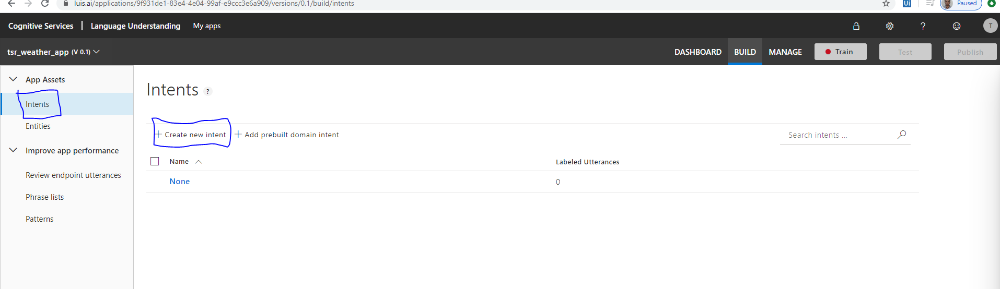 luis.ai/applications/9f931de1-83e4-4e04-99af-e9ccc3e6a909/versions/0.1/build/intents
Ui
Paused
Cognitive Services
Language Understanding
My apps
?
T
tsr_weather_app (V 0.1)
DASHBOARD
BUILD
MANAGE
Train
Test
Publish
App Assets
Intents
Entities
Improve app performance
Review endpoint utterances
Phrase lists
Patterns
Intents ?
+ Create new intent
+ Add prebuilt domain intent
Search intents ...
Name
Labeled Utterances
None
0